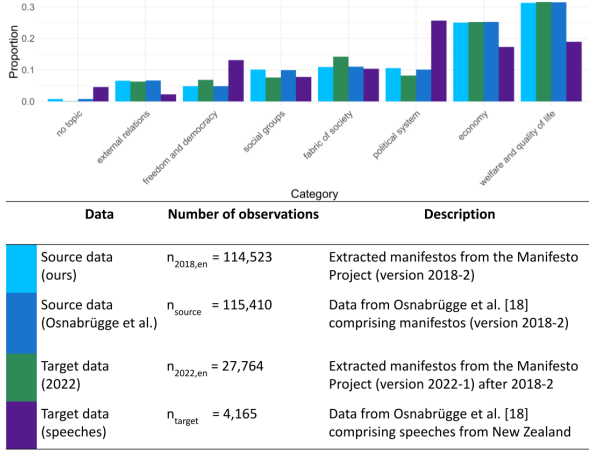 0.3
0.2
0.1
0.0
Proportion
no topic
external relations
freedom and democracy
social groups
fabric of society
political system
economy
welfare and quality of life
Category
Data Number of observations Description
Source data n2018,en = 114,523 Extracted manifestos from the Manifesto
(ours) Project (version 2018-2)
Source data nsource = 115,410 Data from Osnabrügge et al. [18]
(Osnabrügge et al.) comprising manifestos (version 2018-2)
Target data n2022,en = 27,764 Extracted manifestos from the Manifesto
(2022) Project (version 2022-1) after 2018-2
Target data ntarget = 4,165 Data from Osnabrügge et al. [18]
(speeches) comprising speeches from New Zealand